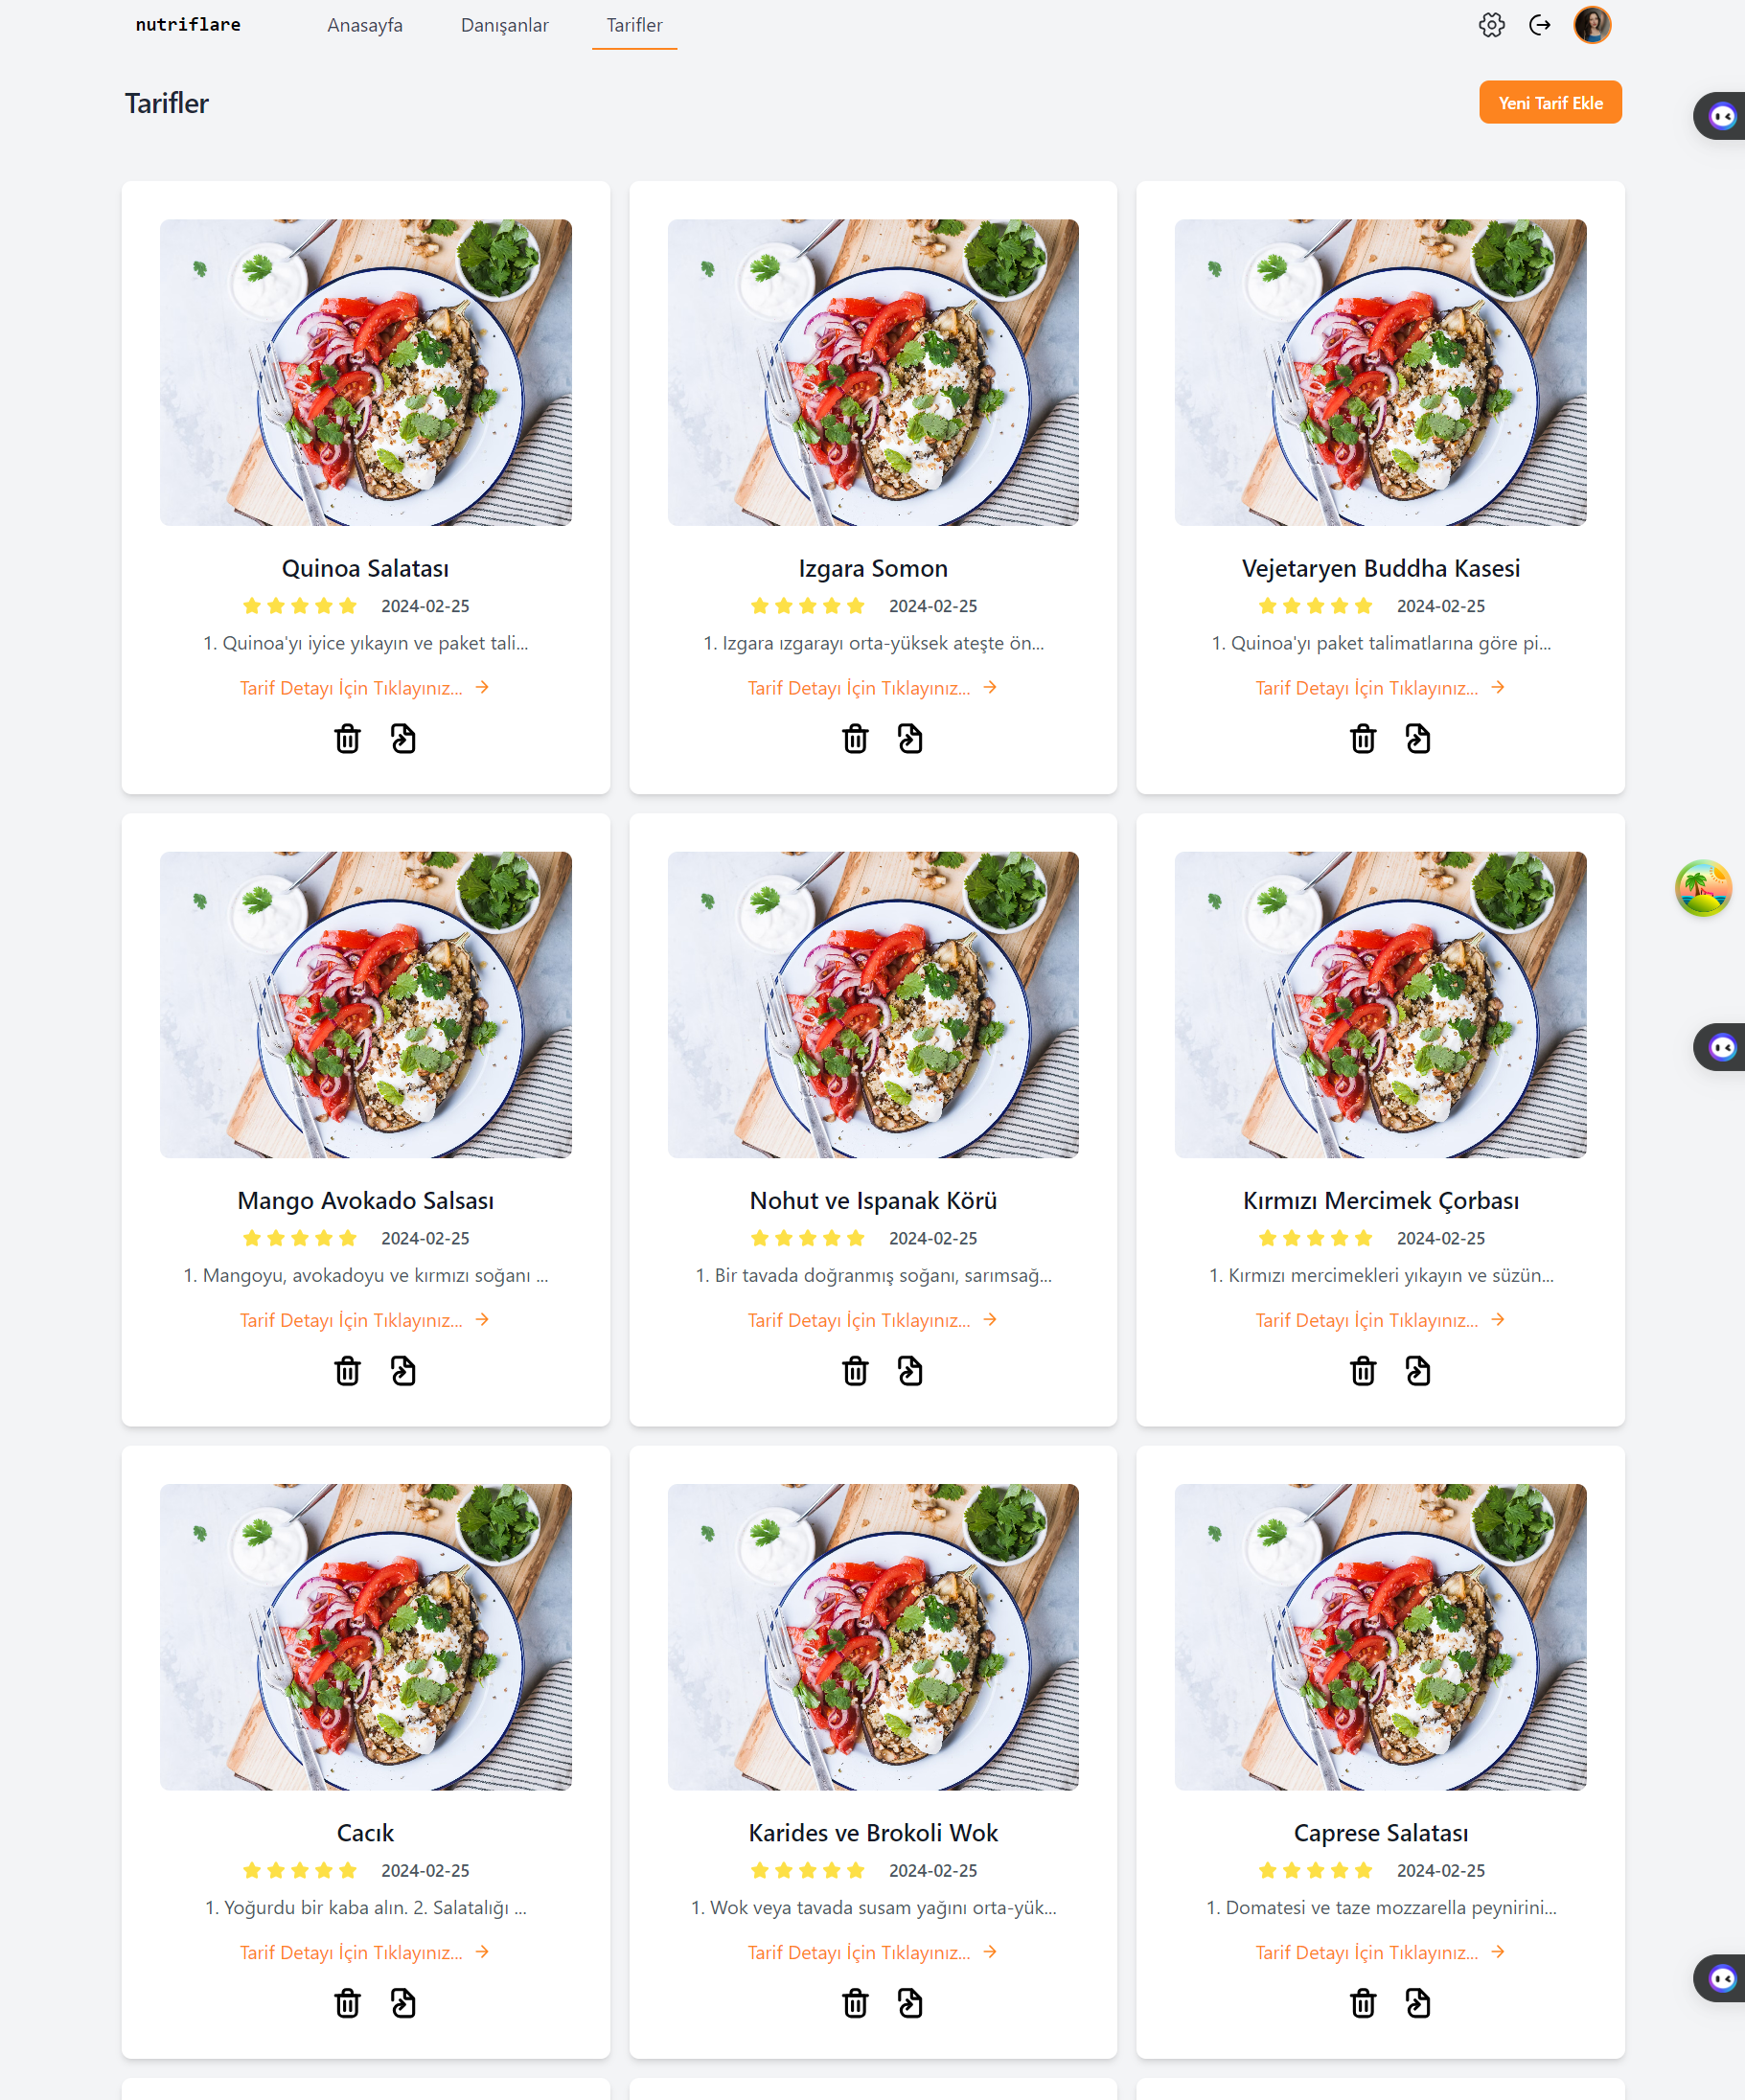 nutriflare Anasayfa Danışanlar Tarifler
Tarifler Yeni Tarif Ekle
Quinoa Salatası
2024-02-25
1. Quinoa'yı iyice yıkayın ve paket tali...
Tarif Detayı İçin Tıklayınız... →
Izgara Somon
2024-02-25
1. Izgara ızgarayı orta-yüksek ateşte ön...
Tarif Detayı İçin Tıklayınız... →
Vejetaryen Buddha Kasesi
2024-02-25
1. Quinoa'yı paket talimatlarına göre pi...
Tarif Detayı İçin Tıklayınız... →
Mango Avokado Salsası
2024-02-25
1. Mangoyu, avokadoyu ve kırmızı soğanı ...
Tarif Detayı İçin Tıklayınız... →
Nohut ve Ispanak Körü
2024-02-25
1. Bir tavada doğranmış soğanı, sarımsağ...
Tarif Detayı İçin Tıklayınız... →
Kırmızı Mercimek Çorbası
2024-02-25
1. Kırmızı mercimekleri yıkayın ve süzün...
Tarif Detayı İçin Tıklayınız... →
Cacık
2024-02-25
1. Yoğurdu bir kaba alın. 2. Salatalığı ...
Tarif Detayı İçin Tıklayınız... →
Karides ve Brokoli Wok
2024-02-25
1. Wok veya tavada susam yağını orta-yük...
Tarif Detayı İçin Tıklayınız... →
Caprese Salatası
2024-02-25
1. Domatesi ve taze mozzarella peynirini...
Tarif Detayı İçin Tıklayınız... →